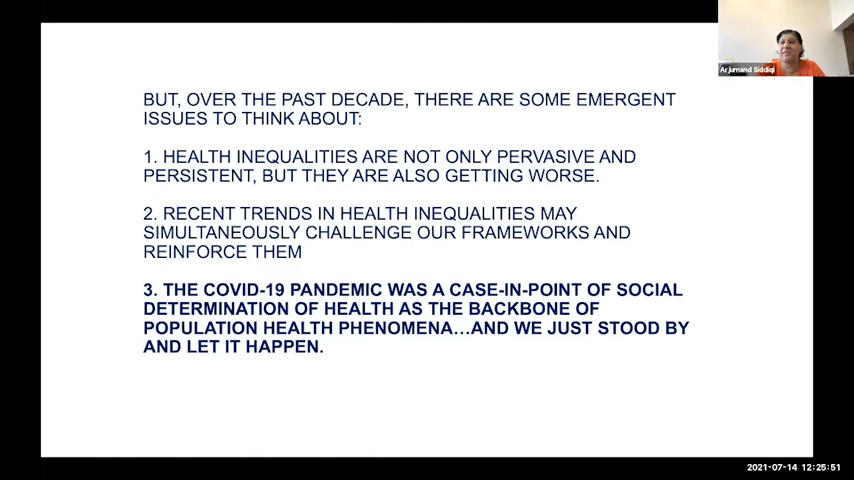 BUT, OVER THE PAST DECADE, THERE ARE SOME EMERGENT
ISSUES TO THINK ABOUT:
1. HEALTH INEQUALITIES ARE NOT ONLY PERVASIVE AND
PERSISTENT, BUT THEY ARE ALSO GETTING WORSE.
2. RECENT TRENDS IN HEALTH INEQUALITIES MAY
SIMULTANEOUSLY CHALLENGE OUR FRAMEWORKS AND
REINFORCE THEM
3. THE COVID-19 PANDEMIC WAS A CASE-IN-POINT OF SOCIAL
DETERMINATION OF HEALTH AS THE BACKBONE OF
POPULATION HEALTH PHENOMENA…AND WE JUST STOOD BY
AND LET IT HAPPEN.
Arjumand Siddiqi
2021-07-14 12:25:51